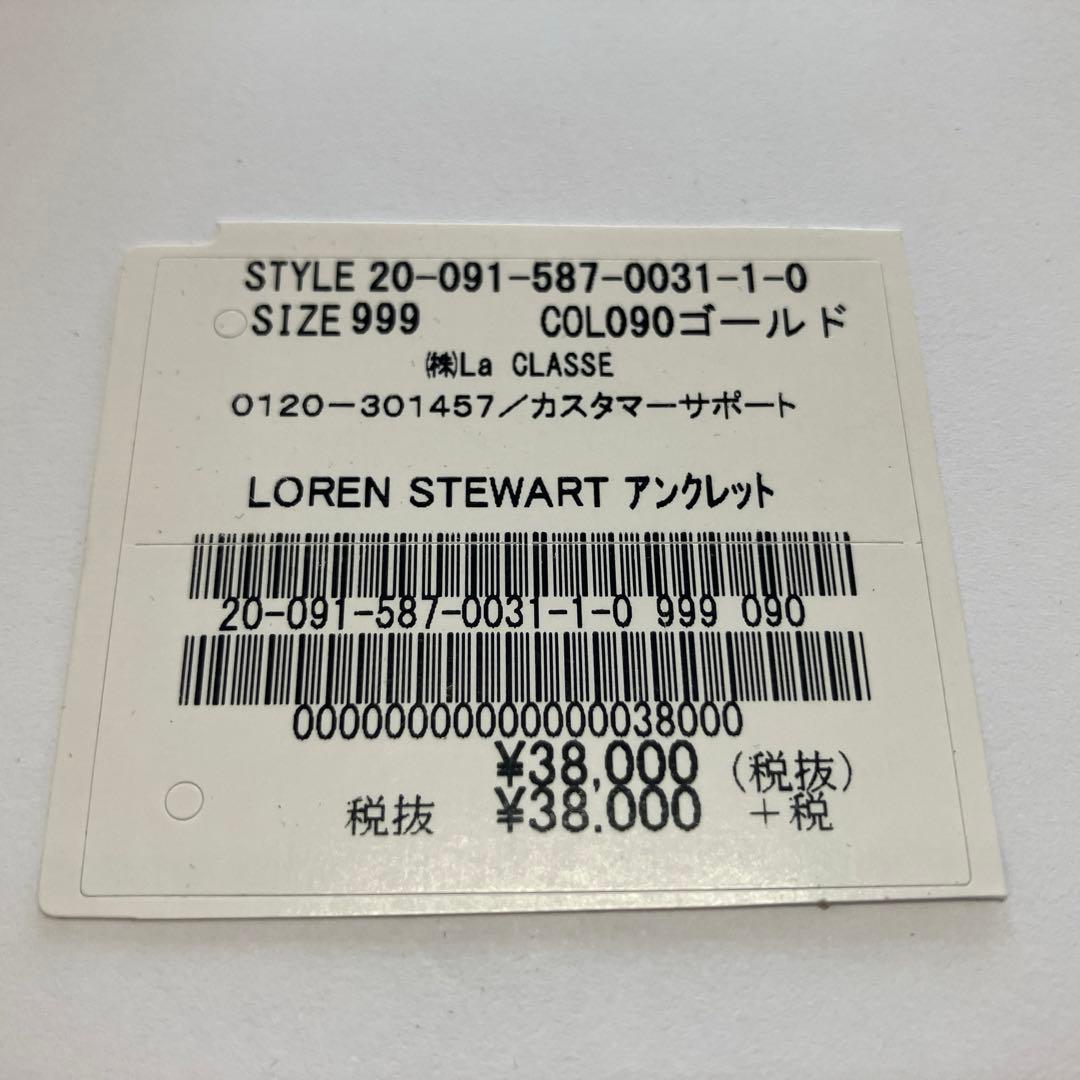 STYLE 20-091-587-0031-1-0
SIZE 999 COL090ゴールド
㈱La CLASSE
0120-301457/カスタマーサポート
LOREN STEWART アンクレット
20-091-587-0031-1-0 999 090
00000000000000038000
¥38,000 (税抜)
税抜 ¥38.000 +税